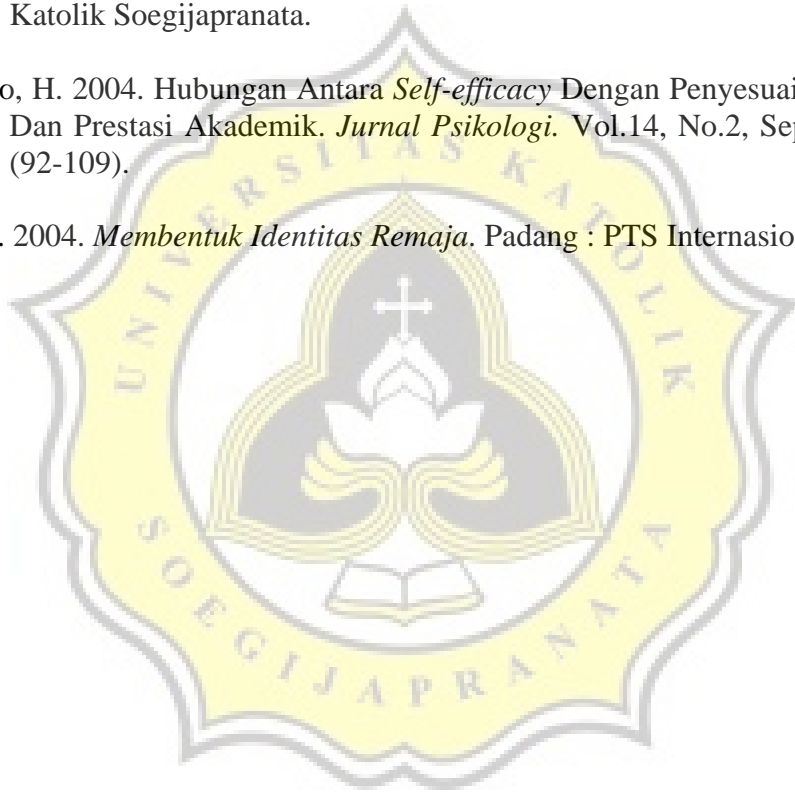 Katolik Soegijapranata.
o, H. 2004. Hubungan Antara Self-efficacy Dengan Penyesuai
Dan Prestasi Akademik. Jurnal Psikologi. Vol.14, No.2, Sep
(92-109).
. 2004. Membentuk Identitas Remaja. Padang : PTS Internasio
UNIVERSITAS KATOLIK
SOEGIJAPRANATA